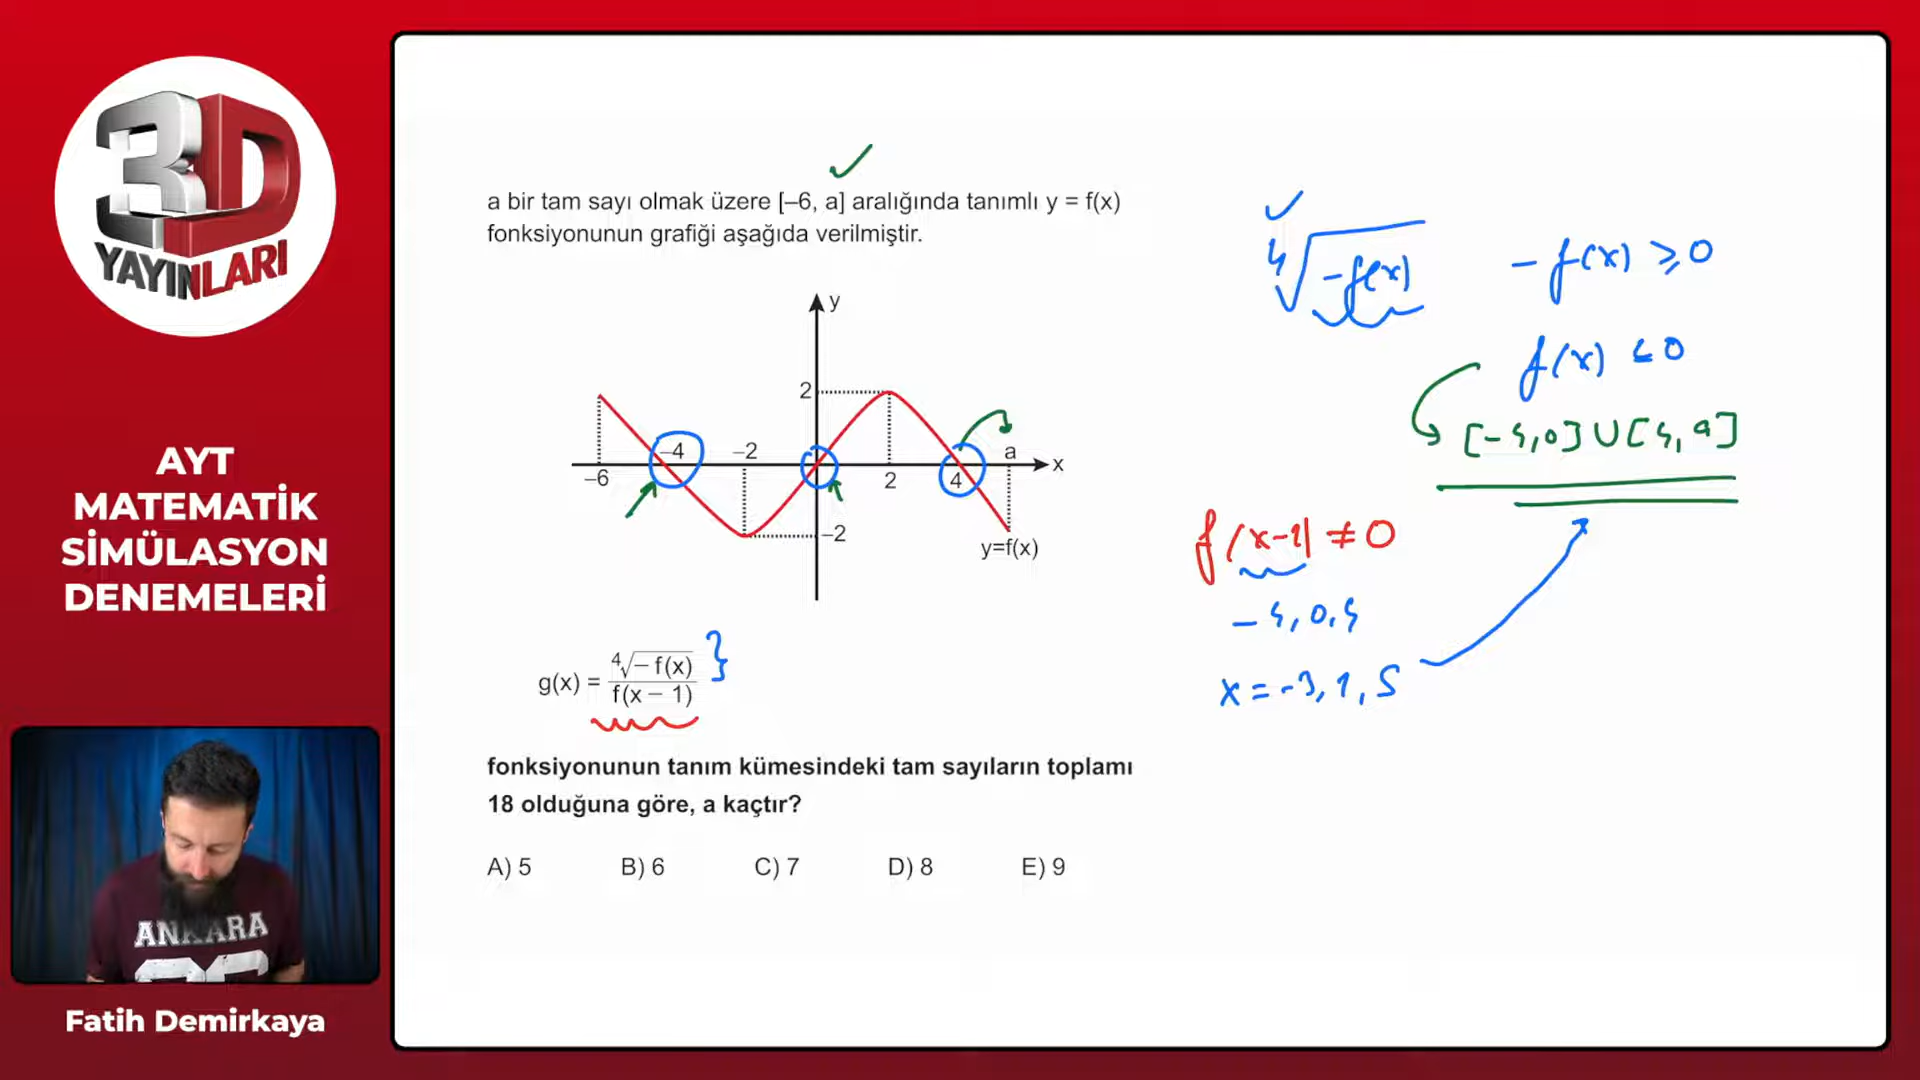 3D
YAYINLARI
AYT
MATEMATİK
SİMÜLASYON
DENEMELERİ
ANKARA
Fatih Demirkaya
a bir tam sayı olmak üzere [–6, a] aralığında tanımlı y = f(x)
fonksiyonunun grafiği aşağıda verilmiştir.
y
2
–4
–2
a
x
–6
2
4
–2
y=f(x)
g(x) = ⁴√–f(x) / f(x – 1)
fonksiyonunun tanım kümesindeki tam sayıların toplamı
18 olduğuna göre, a kaçtır?
A) 5 B) 6 C) 7 D) 8 E) 9
⁴√-f(x)
-f(x) ≥ 0
f(x) ≤ 0
[-4,0] ∪ [4,a]
f(x-1) ≠ 0
-4,0,4
x = -3, 1, 5